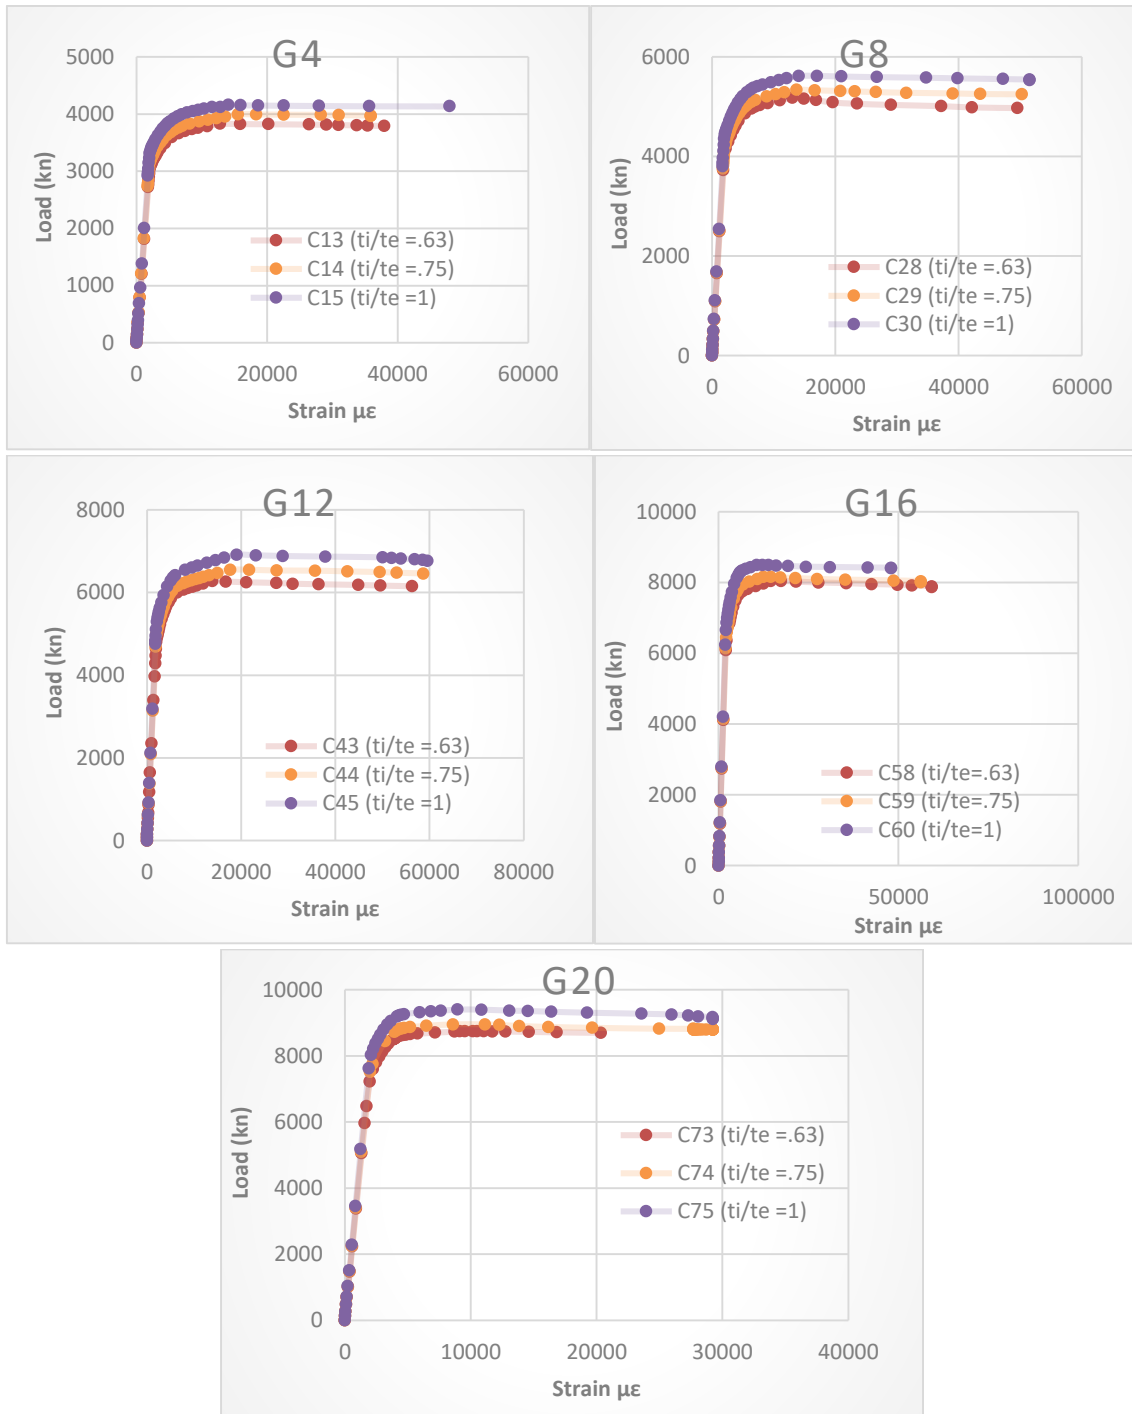 G4
5000
4000
3000
2000
1000
0
Load (kn)
C13 (ti/te =.63)
C14 (ti/te =.75)
C15 (ti/te =1)
0 20000 40000 60000
Strain µε
G8
6000
4000
2000
0
Load (kn)
C28 (ti/te =.63)
C29 (ti/te =.75)
C30 (ti/te =1)
0 20000 40000 60000
Strain µε
G12
8000
6000
4000
2000
0
Load (kn)
C43 (ti/te =.63)
C44 (ti/te =.75)
C45 (ti/te =1)
0 20000 40000 60000 80000
Strain µε
G16
10000
8000
6000
4000
2000
0
Load (kn)
C58 (ti/te=.63)
C59 (ti/te=.75)
C60 (ti/te=1)
0 50000 100000
Strain µε
G20
10000
8000
6000
4000
2000
0
Load (kn)
C73 (ti/te =.63)
C74 (ti/te =.75)
C75 (ti/te =1)
0 10000 20000 30000 40000
Strain µε